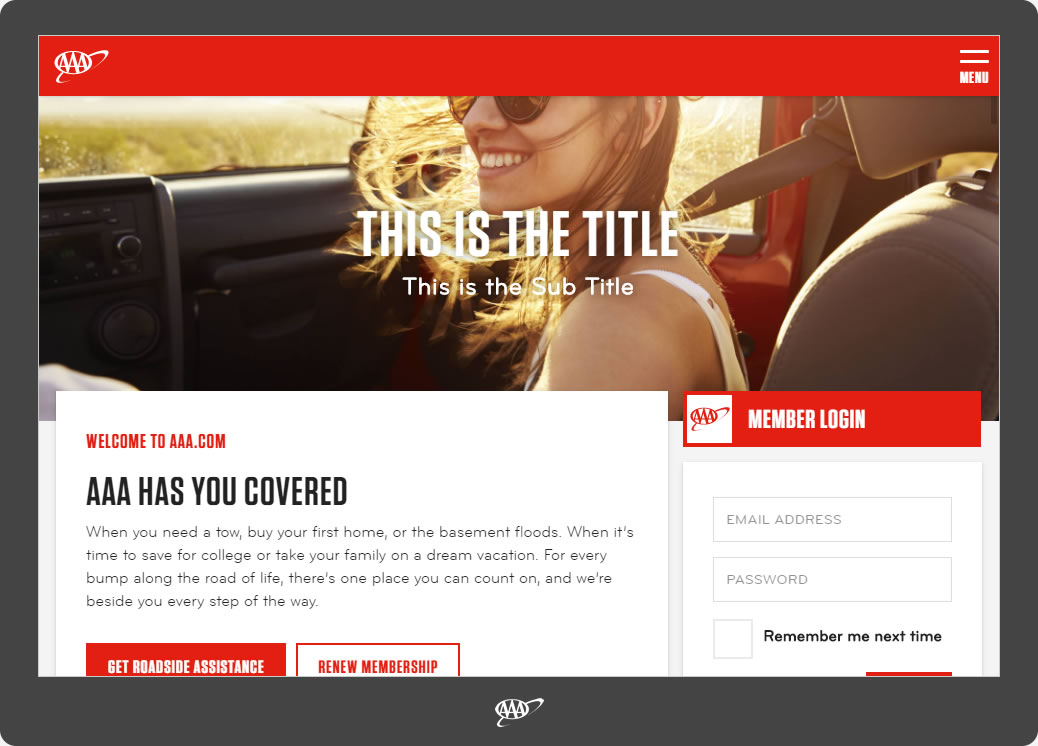 AAA
MENU
THIS IS THE TITLE
This is the Sub Title
WELCOME TO AAA.COM
AAA HAS YOU COVERED
When you need a tow, buy your first home, or the basement floods. When it's
time to save for college or take your family on a dream vacation. For every
bump along the road of life, there's one place you can count on, and we're
beside you every step of the way.
GET ROADSIDE ASSISTANCE
RENEW MEMBERSHIP
AAA
MEMBER LOGIN
EMAIL ADDRESS
PASSWORD
Remember me next time
AAA